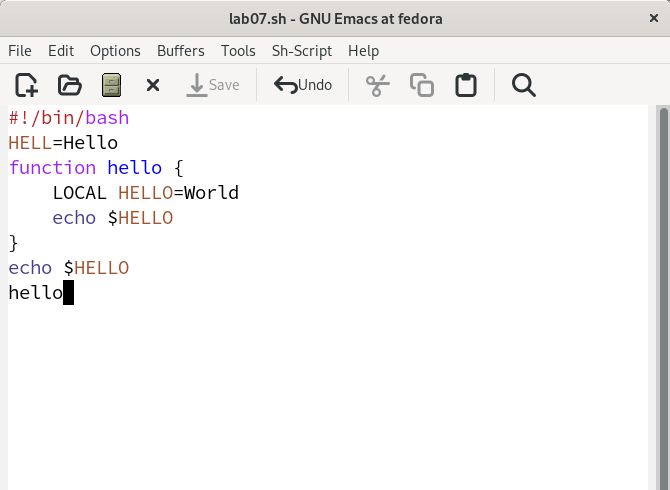 lab07.sh - GNU Emacs at fedora
File Edit Options Buffers Tools Sh-Script Help
Save Undo
#!/bin/bash
HELL=Hello
function hello {
    LOCAL HELLO=World
    echo $HELLO
}
echo $HELLO
hello